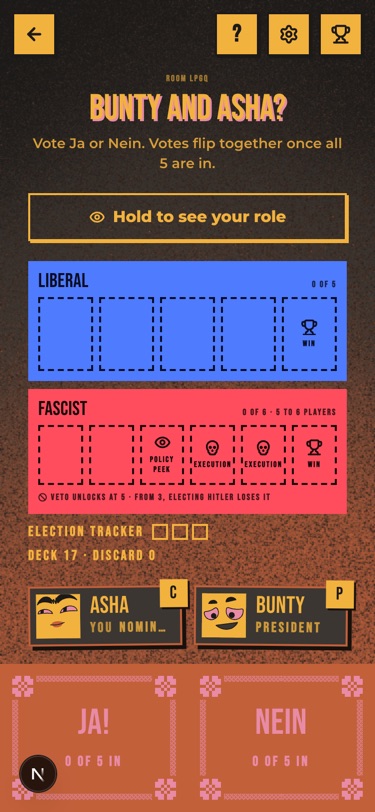 ?
ROOM LPGQ
BUNTY AND ASHA?
Vote Ja or Nein. Votes flip together once all
5 are in.
Hold to see your role
LIBERAL
0 OF 5
WIN
FASCIST
0 OF 6 · 5 TO 6 PLAYERS
POLICY
PEEK
EXECUTION
EXECUTION
WIN
VETO UNLOCKS AT 5 · FROM 3, ELECTING HITLER LOSES IT
ELECTION TRACKER
DECK 17 · DISCARD 0
C
ASHA
YOU NOMIN…
P
BUNTY
PRESIDENT
JA!
0 OF 5 IN
NEIN
0 OF 5 IN
N